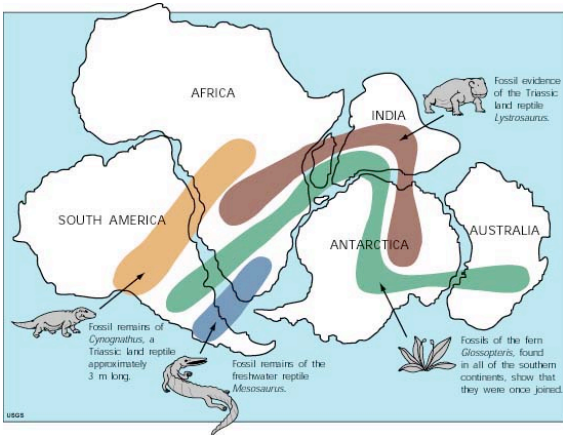 AFRICA
INDIA
Fossil evidence
of the Triassic
land reptile
Lystrosaurus.
SOUTH AMERICA
ANTARCTICA
AUSTRALIA
Fossil remains of
Cynognathus, a
Triassic land reptile
approximately
3 m long.
Fossil remains of the
freshwater reptile
Mesosaurus.
Fossils of the fern
Glossopteris, found
in all of the southern
continents, show that
they were once joined.
USGS